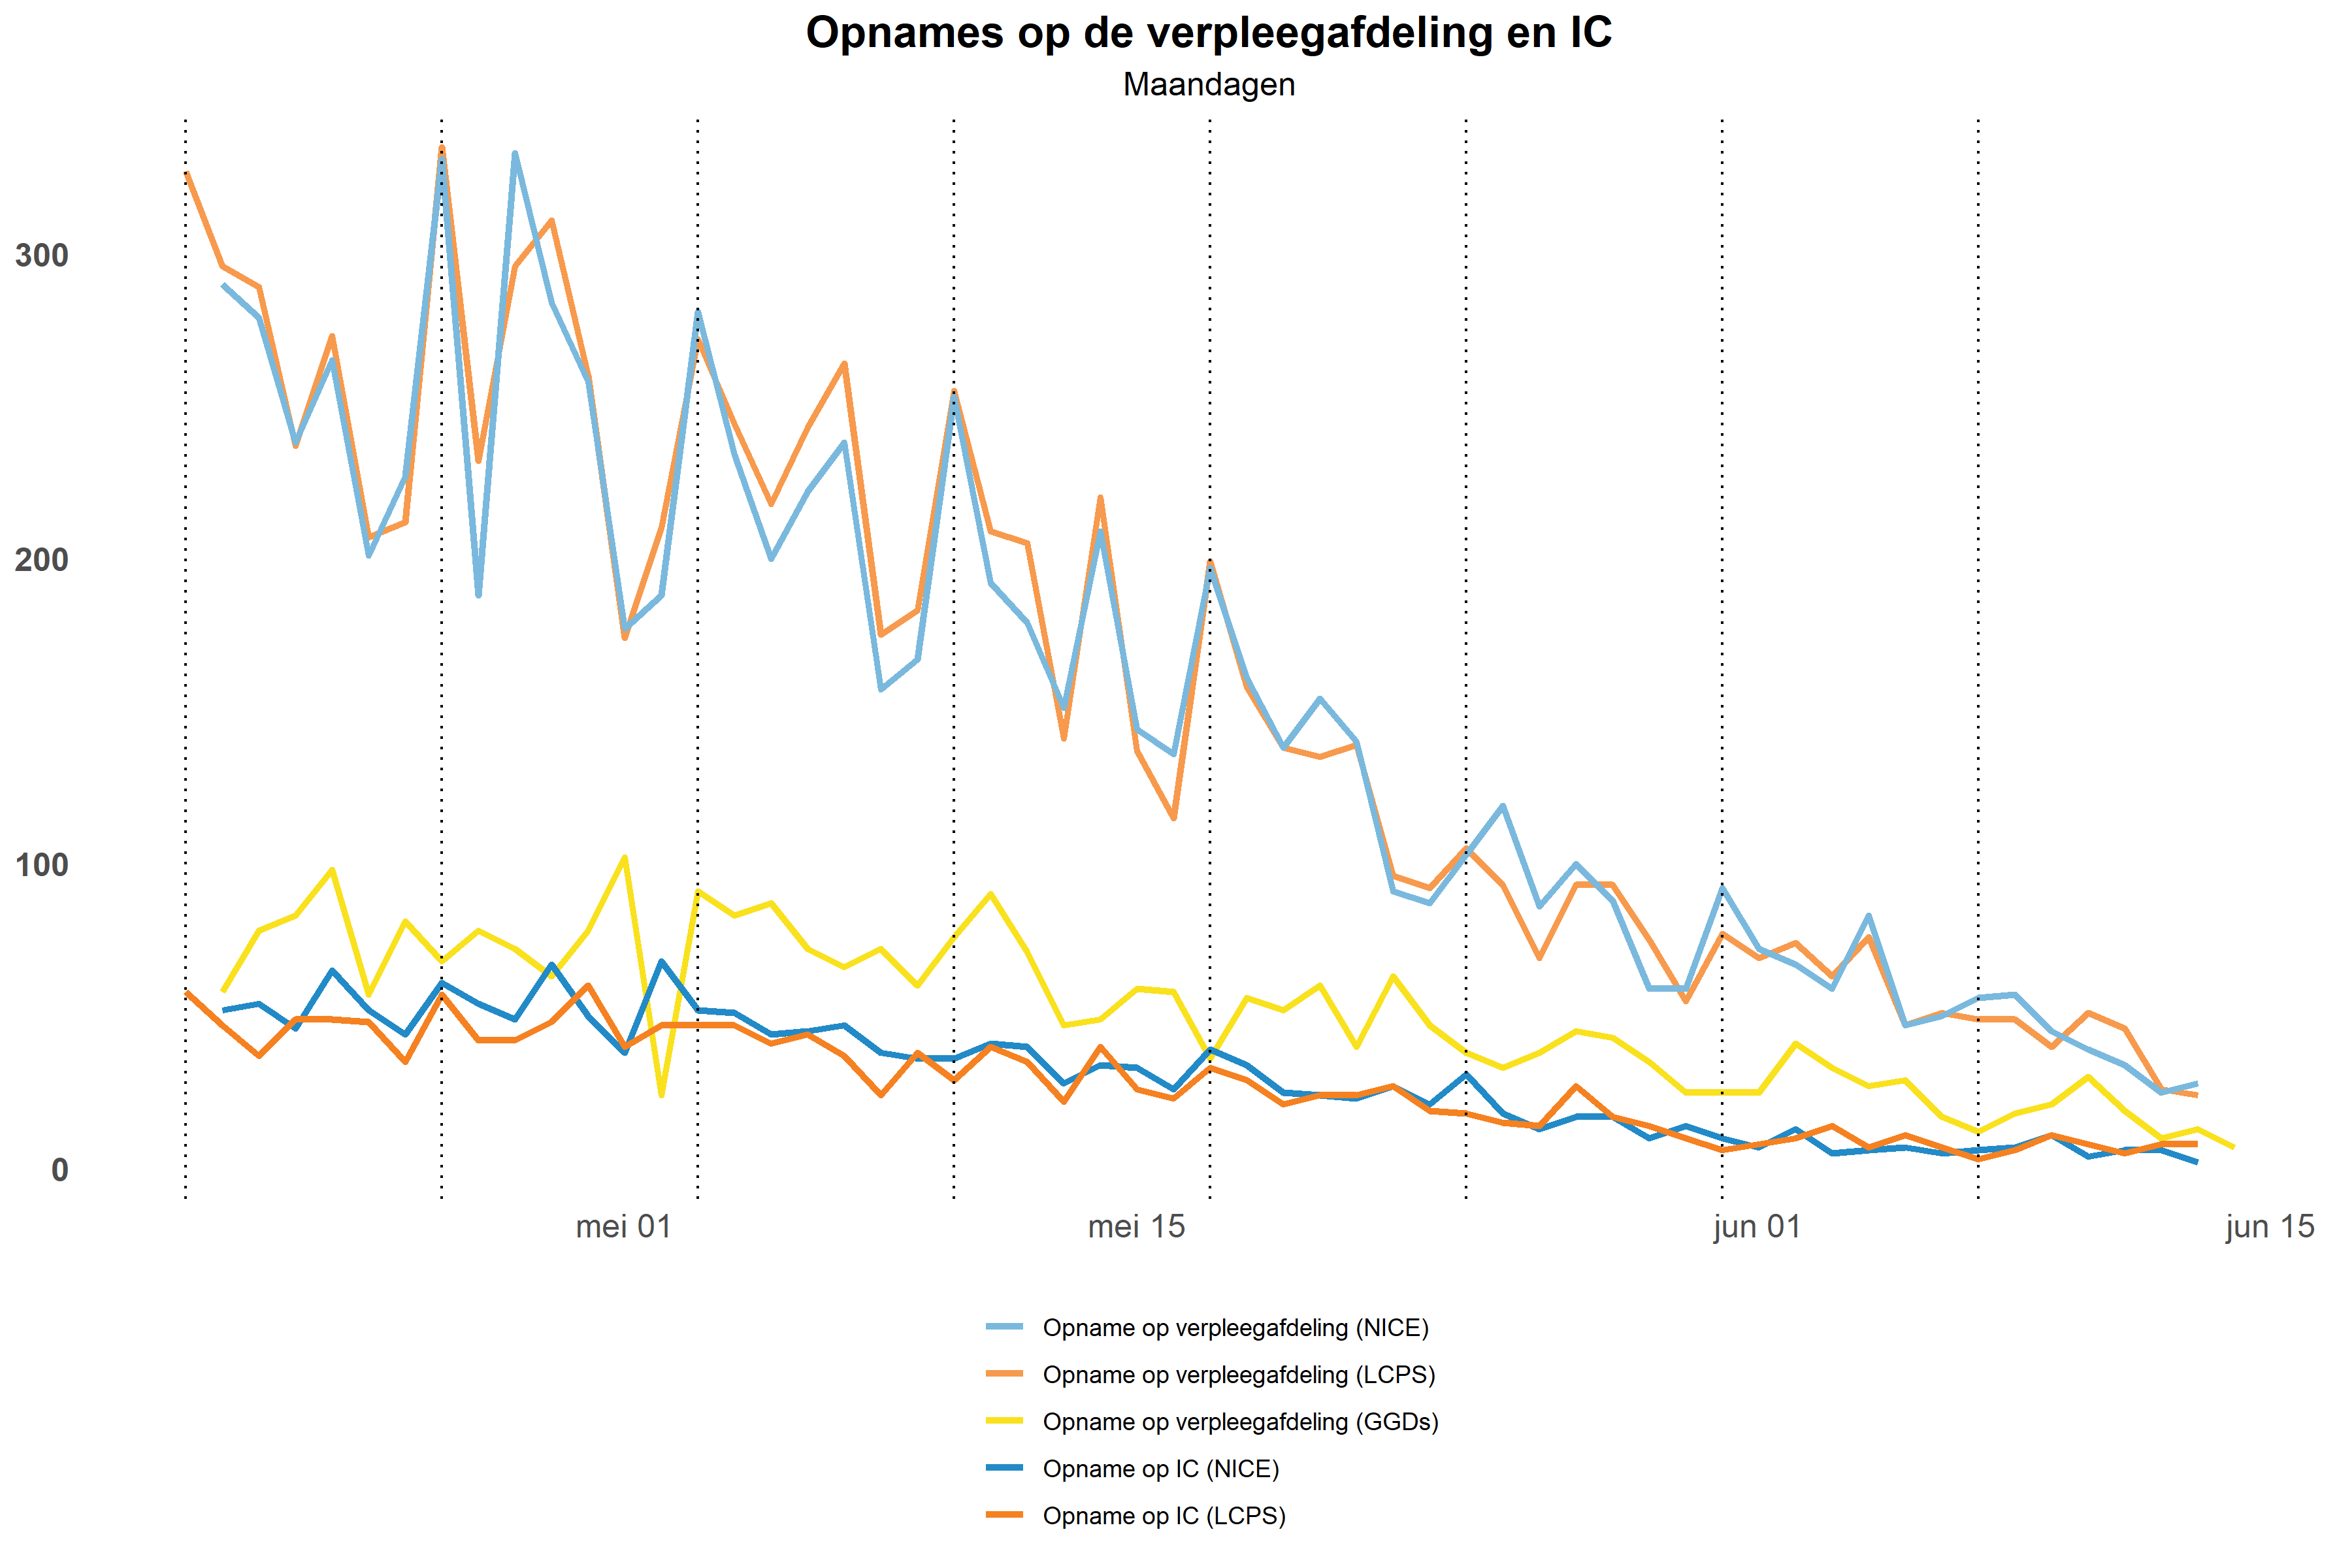 Opnames op de verpleegafdeling en IC
Maandagen
300
200
100
0
mei 01 mei 15 jun 01 jun 15
Opname op verpleegafdeling (NICE)
Opname op verpleegafdeling (LCPS)
Opname op verpleegafdeling (GGDs)
Opname op IC (NICE)
Opname op IC (LCPS)